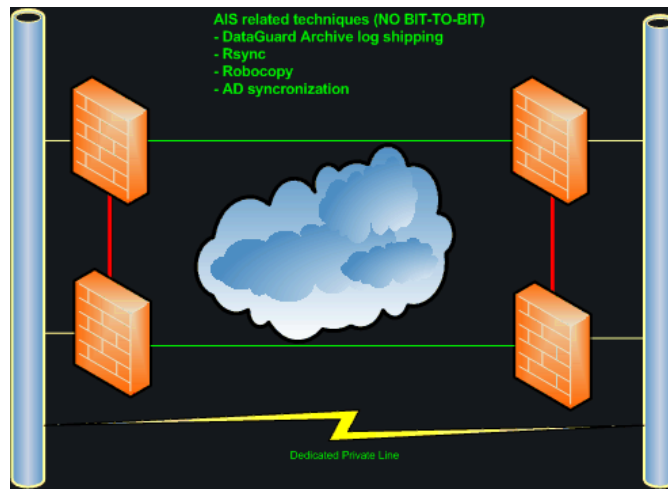 AIS related techniques (NO BIT-TO-BIT)
- DataGuard Archive log shipping
- Rsync
- Robocopy
- AD syncronization
Dedicated Private Line